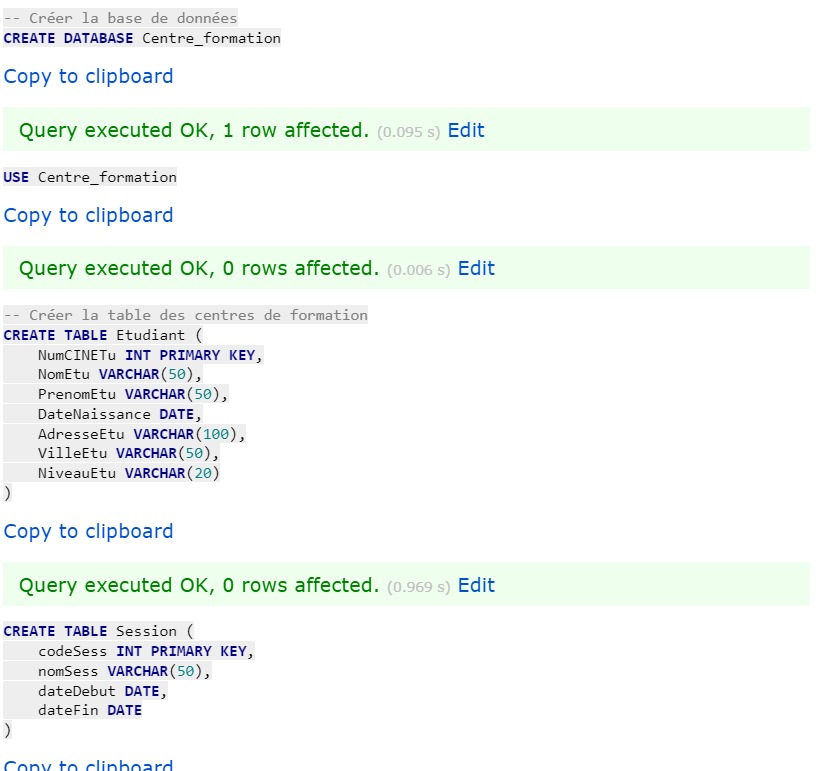 -- Créer la base de données
CREATE DATABASE Centre_formation
Copy to clipboard
Query executed OK, 1 row affected. (0.095 s) Edit
USE Centre_formation
Copy to clipboard
Query executed OK, 0 rows affected. (0.006 s) Edit
-- Créer la table des centres de formation
CREATE TABLE Etudiant (
    NumCINETu INT PRIMARY KEY,
    NomEtu VARCHAR(50),
    PrenomEtu VARCHAR(50),
    DateNaissance DATE,
    AdresseEtu VARCHAR(100),
    VilleEtu VARCHAR(50),
    NiveauEtu VARCHAR(20)
)
Copy to clipboard
Query executed OK, 0 rows affected. (0.969 s) Edit
CREATE TABLE Session (
    codeSess INT PRIMARY KEY,
    nomSess VARCHAR(50),
    dateDebut DATE,
    dateFin DATE
)
Copy to clipboard